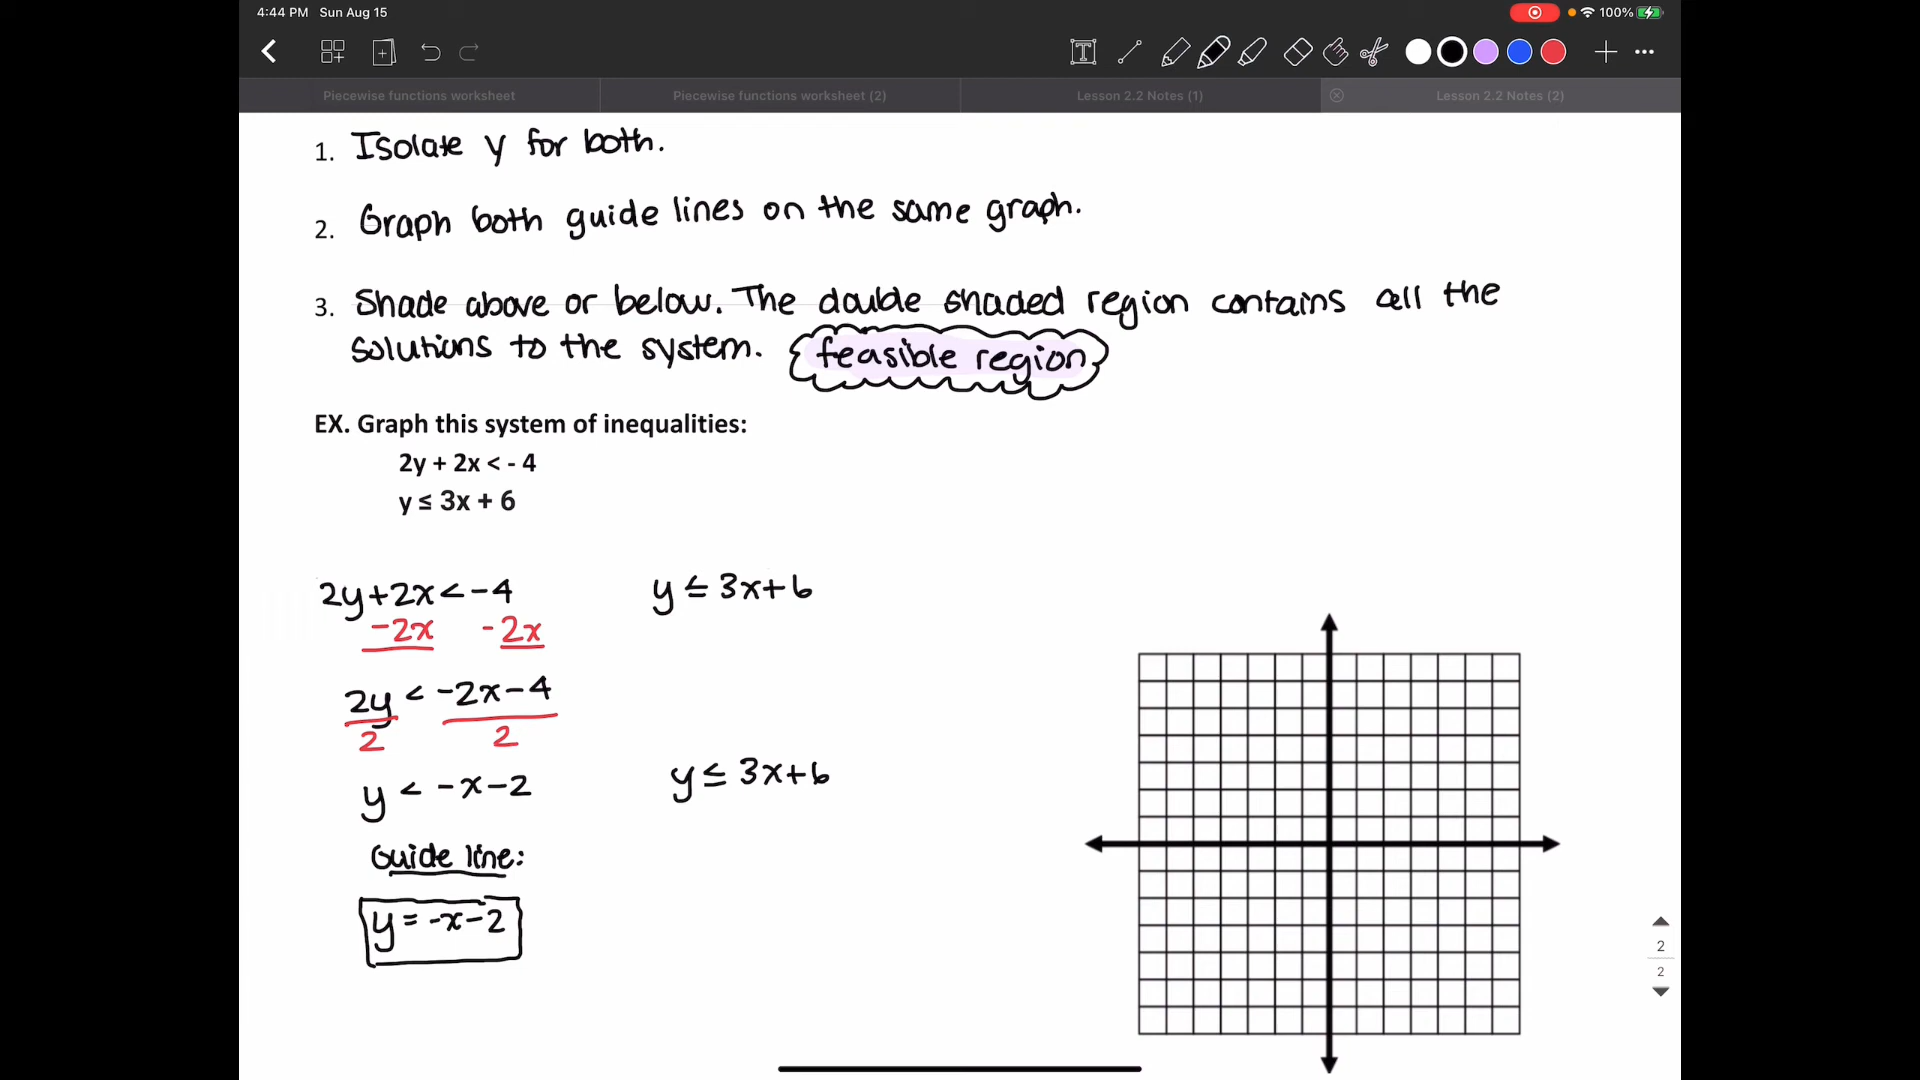 4:44 PM Sun Aug 15
100%
Piecewise functions worksheet
Piecewise functions worksheet (2)
Lesson 2.2 Notes (1)
Lesson 2.2 Notes (2)
1. Isolate y for both.
2. Graph both guide lines on the same graph.
3. Shade above or below. The double shaded region contains all the
solutions to the system. feasible region
EX. Graph this system of inequalities:
2y + 2x < - 4
y ≤ 3x + 6
2y+2x < -4
y ≤ 3x+6
-2x -2x
2y < -2x-4
2 2
y < -x-2
y ≤ 3x+6
Guide line:
y = -x-2
2
2